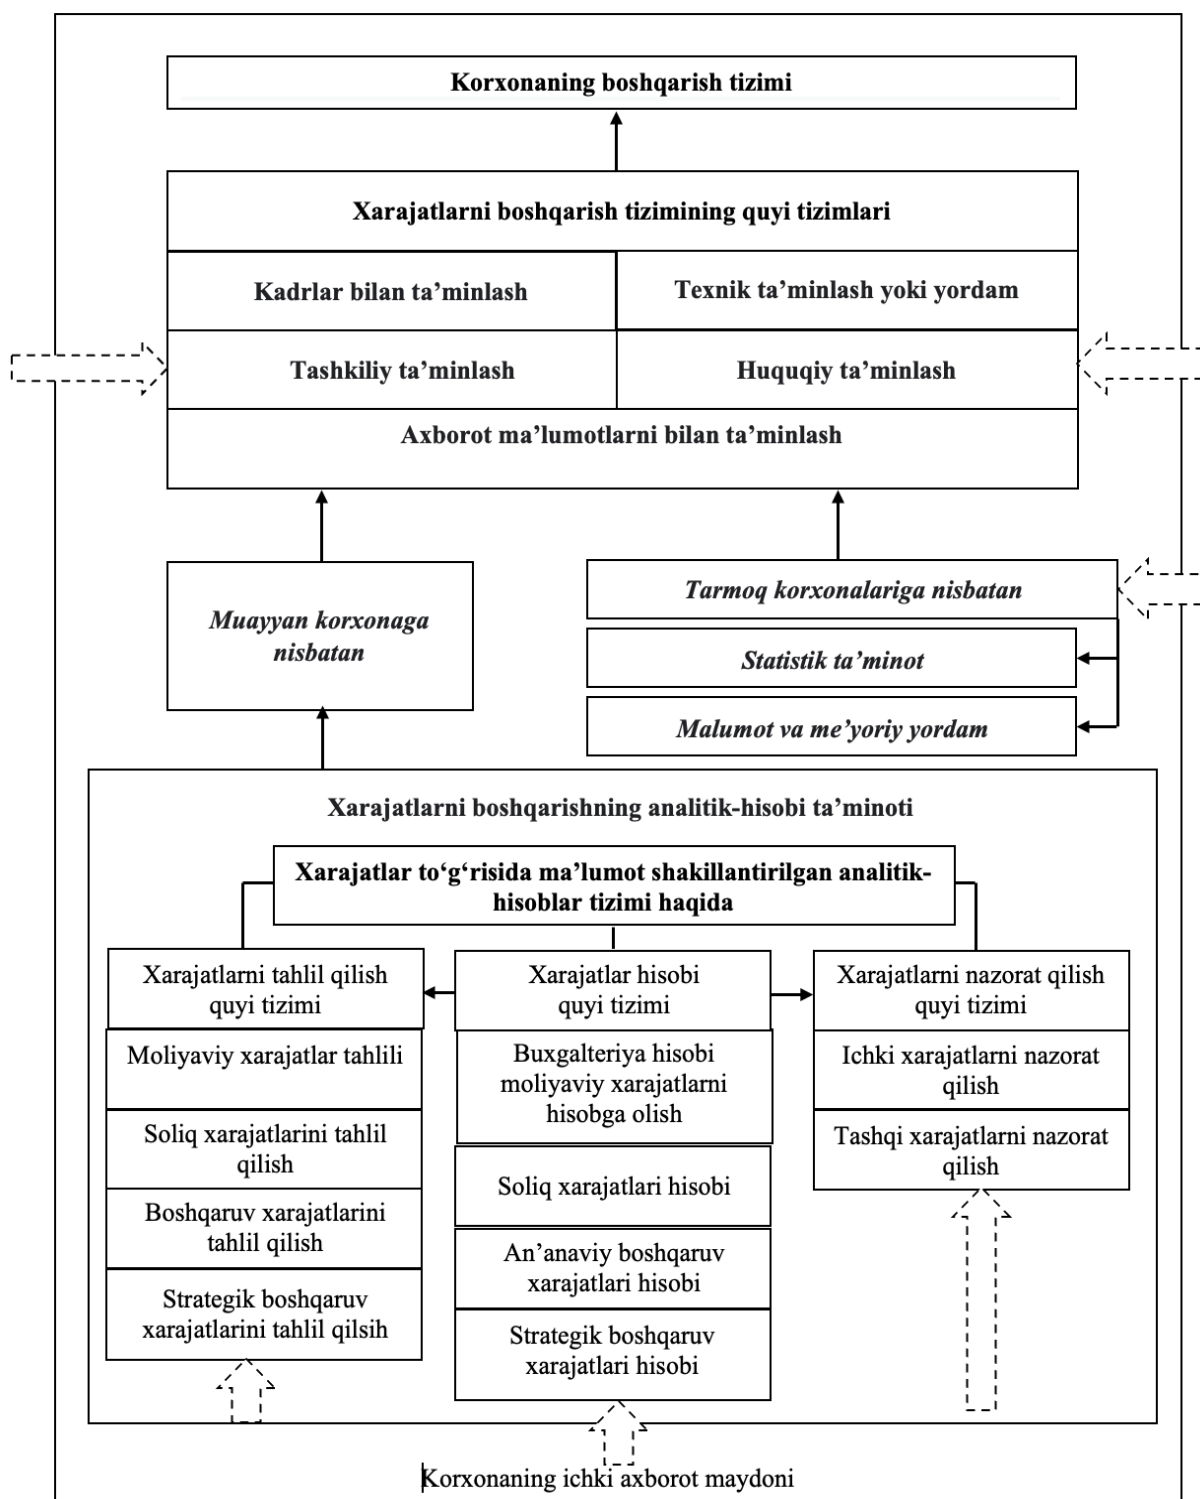 Korxonaning boshqarish tizimi
Xarajatlarni boshqarish tizimining quyi tizimlari
Kadrlar bilan ta’minlash
Texnik ta’minlash yoki yordam
Tashkiliy ta’minlash
Huquqiy ta’minlash
Axborot ma’lumotlarni bilan ta’minlash
Muayyan korxonaga
nisbatan
Tarmoq korxonalariga nisbatan
Statistik ta’minot
Malumot va me’yoriy yordam
Xarajatlarni boshqarishning analitik-hisobi ta’minoti
Xarajatlar to‘g‘risida ma’lumot shakillantirilgan analitik-
hisoblar tizimi haqida
Xarajatlarni tahlil qilish
quyi tizimi
Moliyaviy xarajatlar tahlili
Soliq xarajatlarini tahlil
qilish
Boshqaruv xarajatlarini
tahlil qilish
Strategik boshqaruv
xarajatlarini tahlil qilsih
Xarajatlar hisobi
quyi tizimi
Buxgalteriya hisobi
moliyaviy xarajatlarni
hisobga olish
Soliq xarajatlari hisobi
An’anaviy boshqaruv
xarajatlari hisobi
Strategik boshqaruv
xarajatlari hisobi
Xarajatlarni nazorat qilish
quyi tizimi
Ichki xarajatlarni nazorat
qilish
Tashqi xarajatlarni nazorat
qilish
Korxonaning ichki axborot maydoni